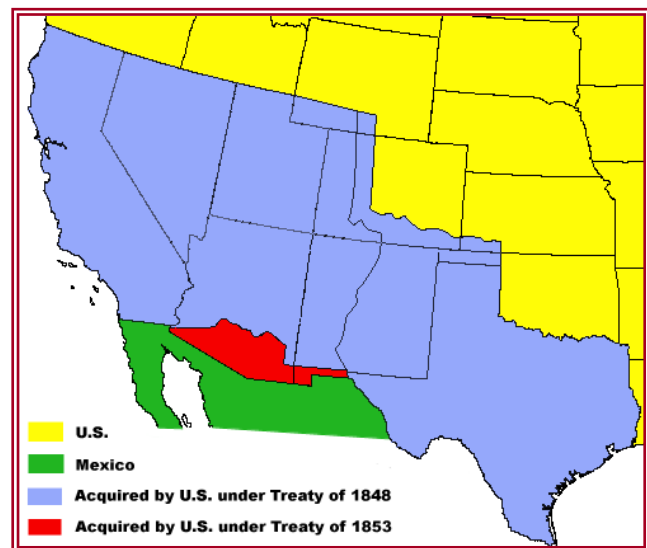 U.S.
Mexico
Acquired by U.S. under Treaty of 1848
Acquired by U.S. under Treaty of 1853